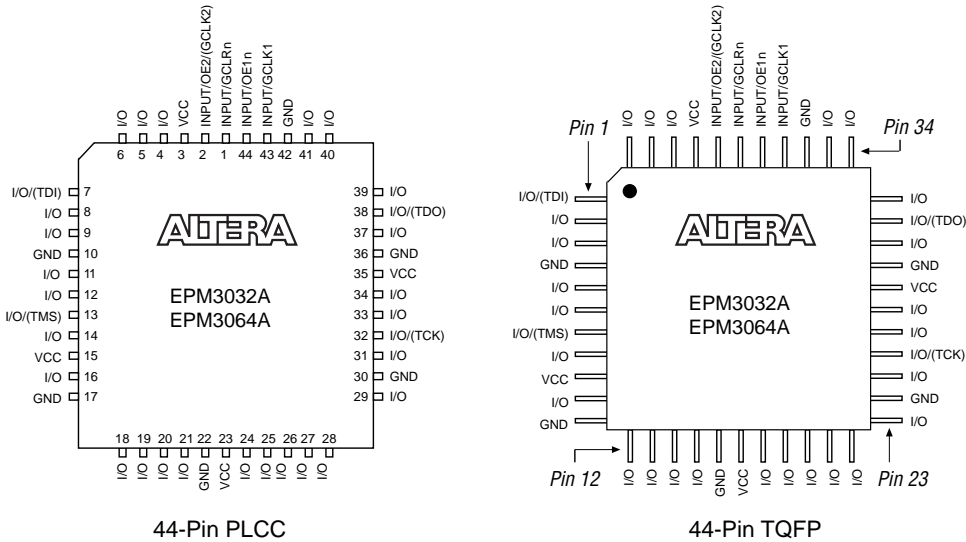 I/O I/O I/O VCC INPUT/OE2/(GCLK2) INPUT/GCLRn INPUT/OE1n INPUT/GCLK1 GND I/O I/O
6 5 4 3 2 1 44 43 42 41 40
I/O/(TDI) 7
I/O 8
I/O 9
GND 10
I/O 11
I/O 12
I/O/(TMS) 13
I/O 14
VCC 15
I/O 16
GND 17
ALTERA
EPM3032A
EPM3064A
39 I/O
38 I/O/(TDO)
37 I/O
36 GND
35 VCC
34 I/O
33 I/O
32 I/O/(TCK)
31 I/O
30 GND
29 I/O
18 19 20 21 22 23 24 25 26 27 28
I/O I/O I/O I/O GND VCC I/O I/O I/O I/O I/O
44-Pin PLCC
I/O I/O I/O VCC INPUT/OE2/(GCLK2) INPUT/GCLRn INPUT/OE1n INPUT/GCLK1 GND I/O I/O
Pin 1
Pin 34
I/O/(TDI)
I/O
I/O
GND
I/O
I/O
I/O/(TMS)
I/O
VCC
I/O
GND
ALTERA
EPM3032A
EPM3064A
I/O
I/O/(TDO)
I/O
GND
VCC
I/O
I/O
I/O/(TCK)
I/O
GND
I/O
Pin 12
Pin 23
I/O I/O I/O I/O GND VCC I/O I/O I/O I/O I/O
44-Pin TQFP